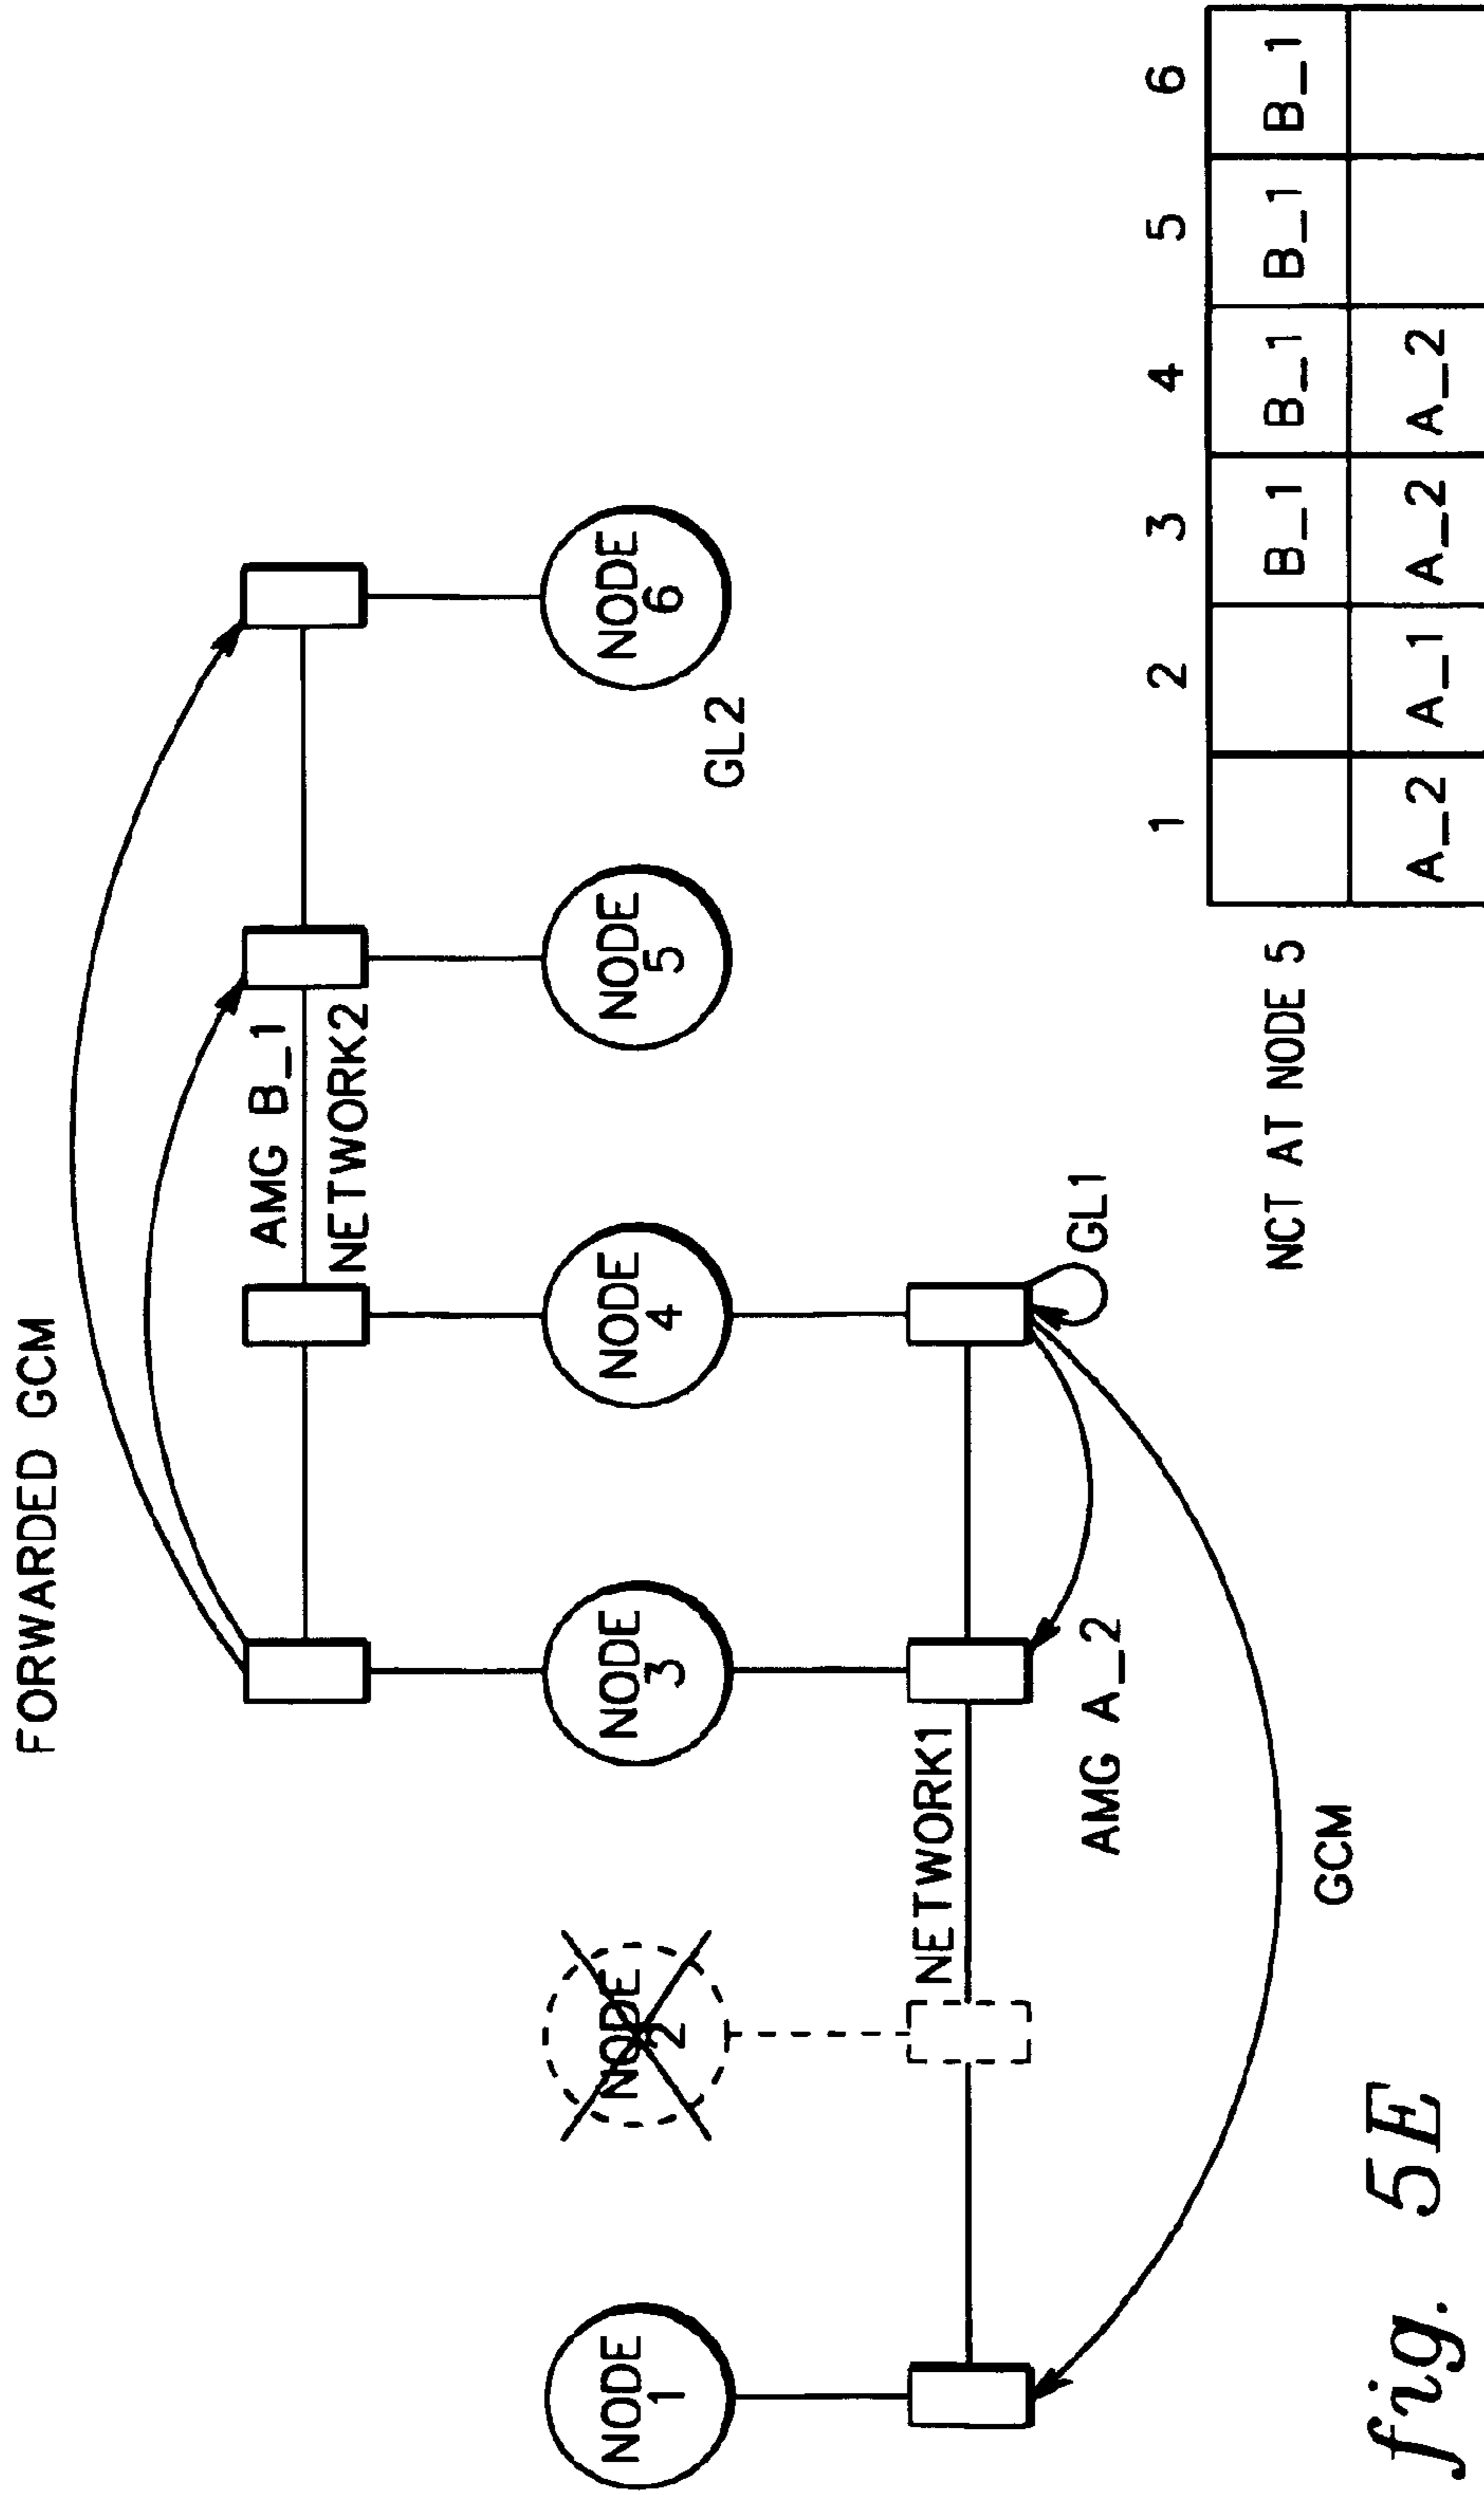 FORWARDED GCM
AMG B_1
NETWORK2
NODE
1
NODE
2
NODE
3
NODE
4
NODE
5
NODE
6
GL2
NETWORK1
AMG A_2
GL1
GCM
1 2 3 4 5 6
NCT AT NODE 5 B_1 B_1 B_1 B_1
A_2 A_1 A_2 A_2
fig. 5E